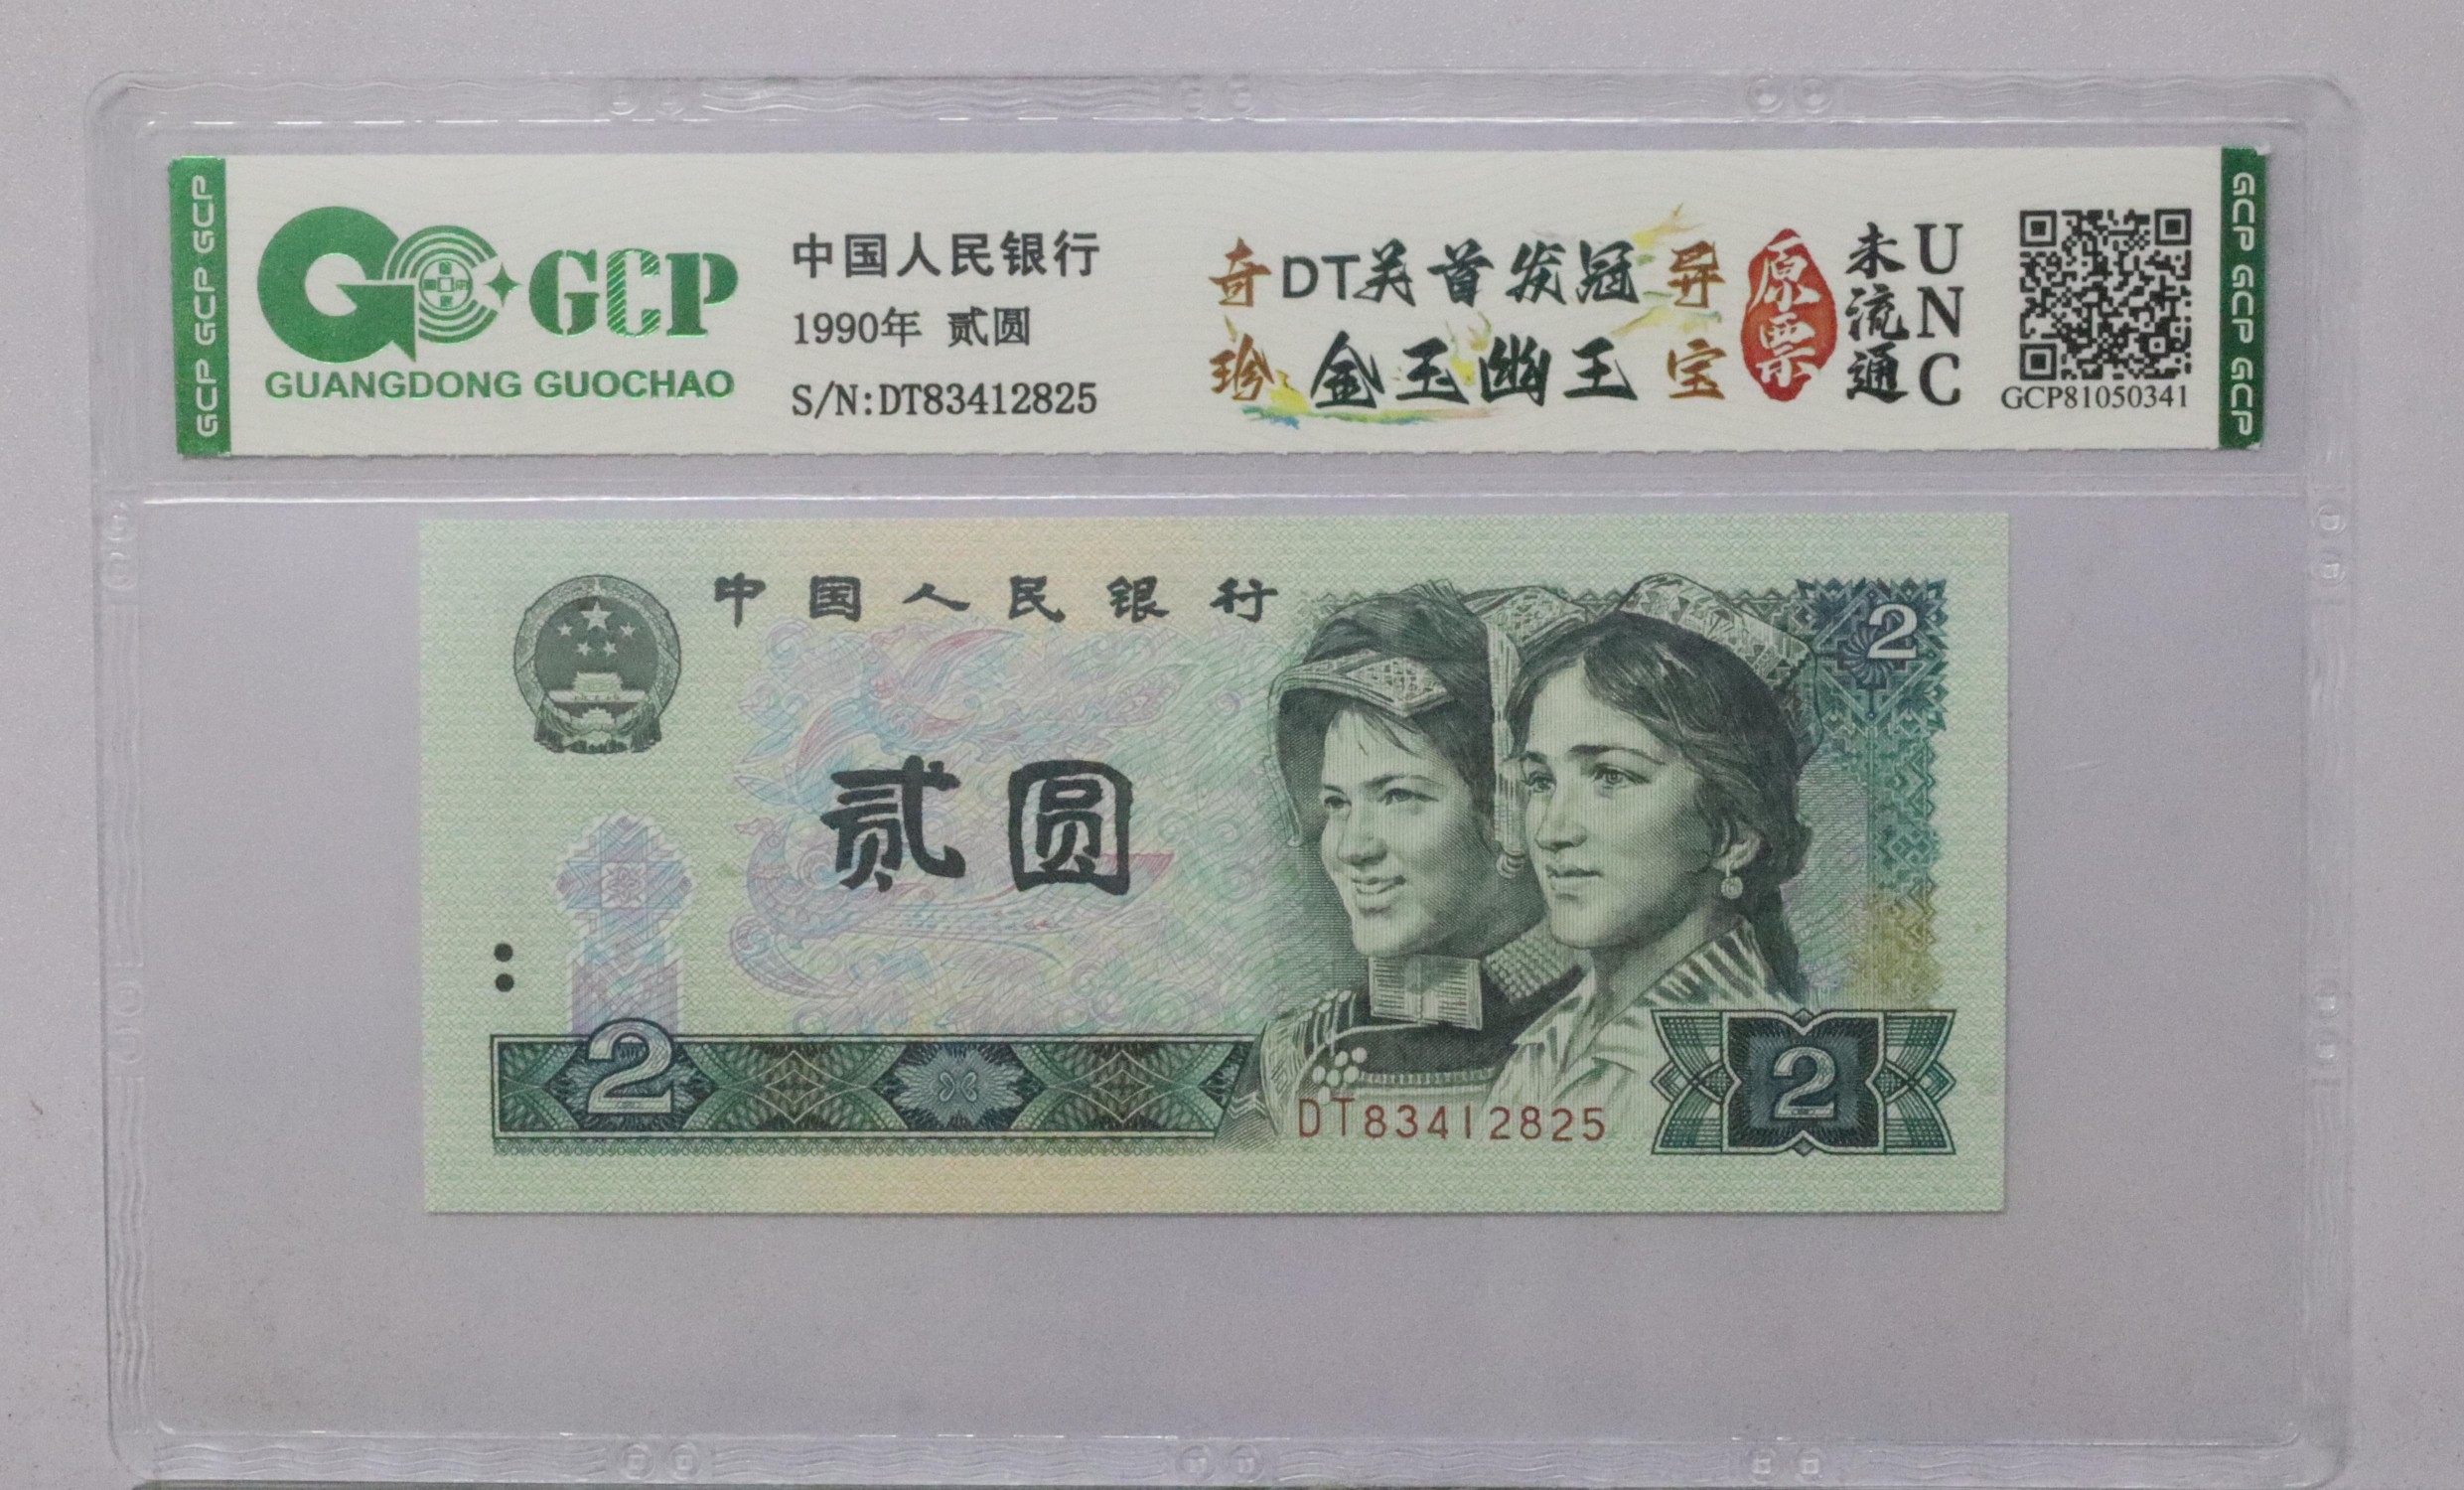 GCP GCP GCP
GCP
GUANGDONG GUOCHAO
中国人民银行
1990年 贰圆
S/N:DT83412825
奇珍
DT关首发冠
金玉幽王
异宝
原票
未流通
UNC
GCP81050341
GCP GCP GCP
中国人民银行
2
贰圆
2
DT83412825
2